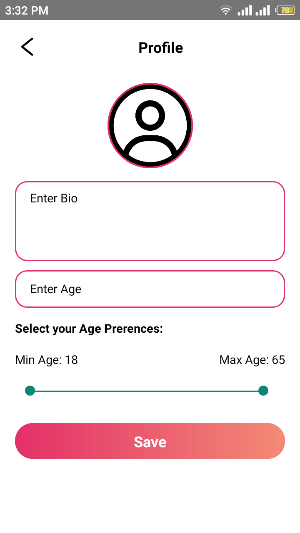 3:32 PM
78
Profile
Enter Bio
Enter Age
Select your Age Prerences:
Min Age: 18
Max Age: 65
Save